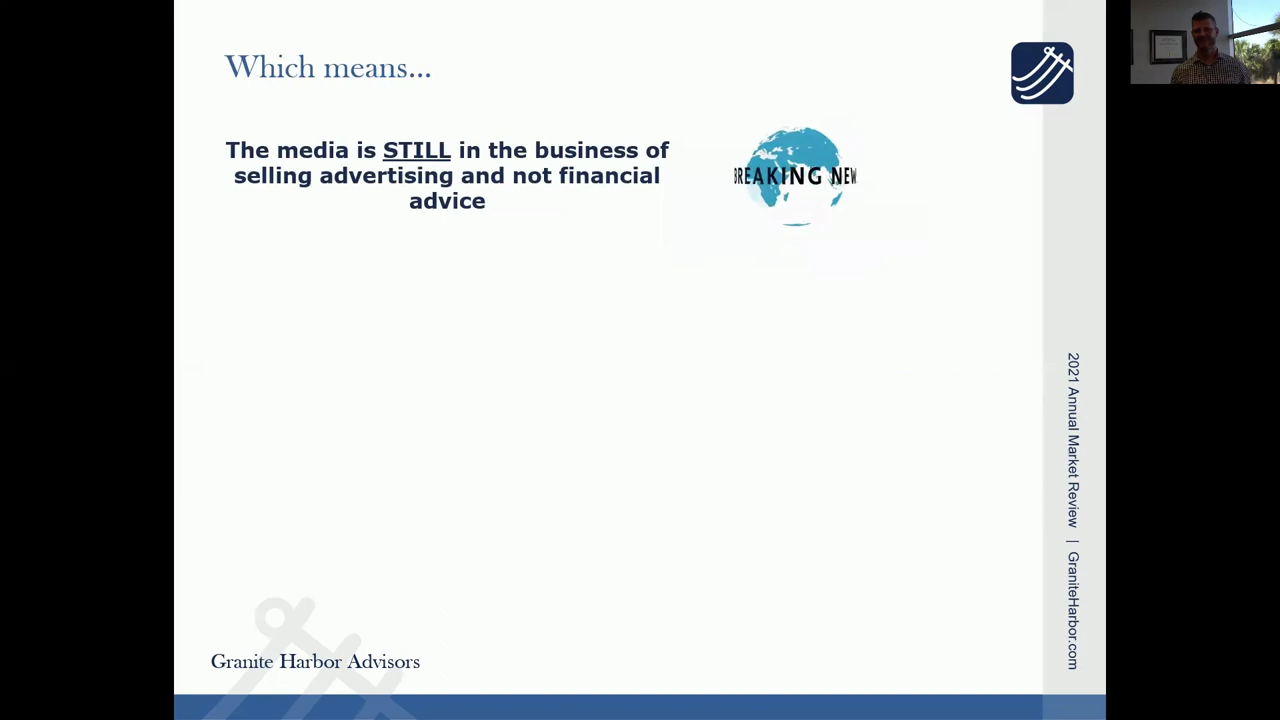 Which means...
The media is STILL in the business of
selling advertising and not financial
advice
BREAKING NEW
2021 Annual Market Review | GraniteHarbor.com
Granite Harbor Advisors